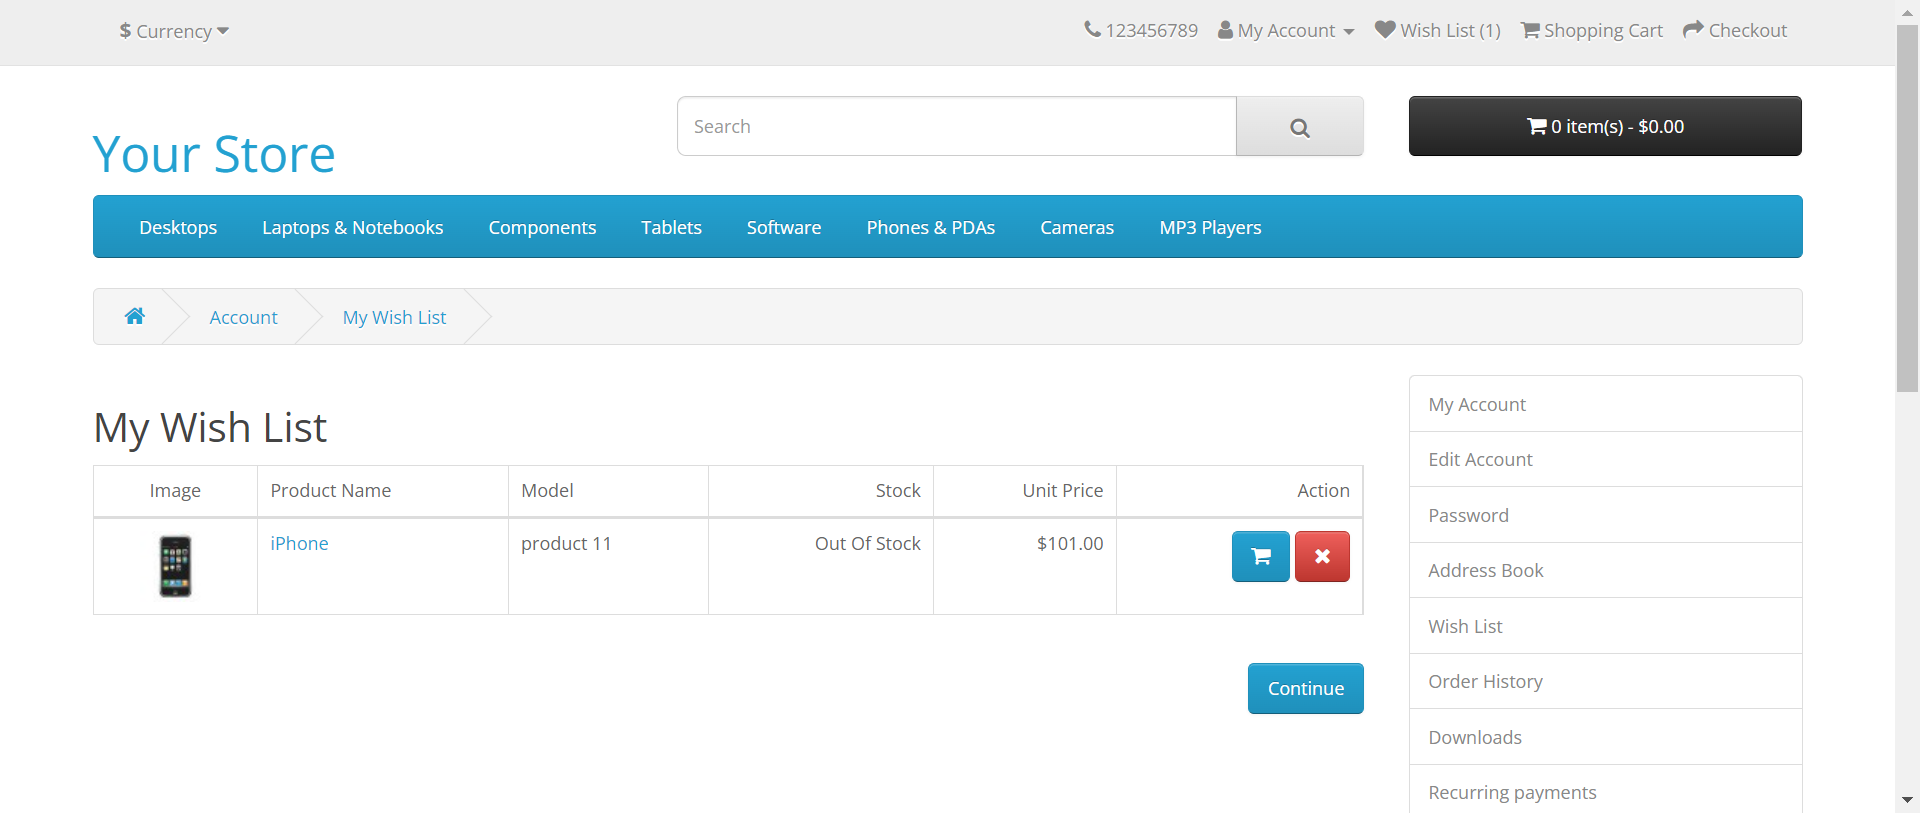 $ Currency
123456789 My Account Wish List (1) Shopping Cart Checkout
Your Store
Search
0 item(s) - $0.00
Desktops Laptops & Notebooks Components Tablets Software Phones & PDAs Cameras MP3 Players
Account My Wish List
My Wish List
Image Product Name Model Stock Unit Price Action
iPhone product 11 Out Of Stock $101.00
Continue
My Account
Edit Account
Password
Address Book
Wish List
Order History
Downloads
Recurring payments